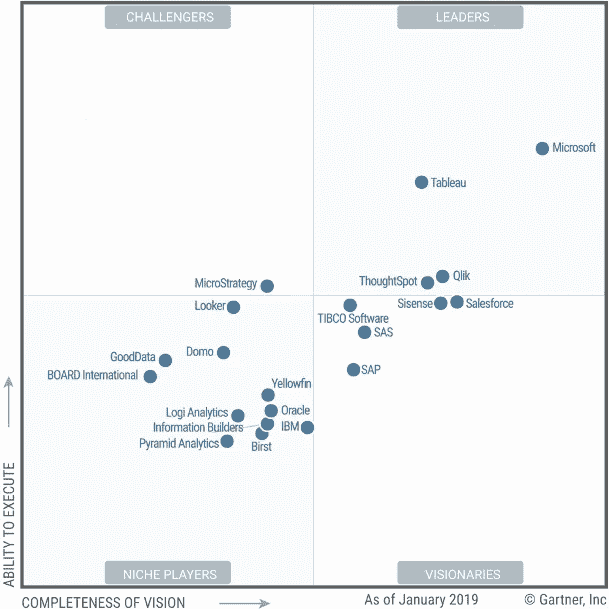 CHALLENGERS
LEADERS
Microsoft
Tableau
Qlik
ThoughtSpot
MicroStrategy
Looker
Sisense
Salesforce
TIBCO Software
SAS
Domo
GoodData
BOARD International
SAP
Yellowfin
Logi Analytics
Oracle
Information Builders
IBM
Pyramid Analytics
Birst
ABILITY TO EXECUTE
NICHE PLAYERS
VISIONARIES
COMPLETENESS OF VISION
As of January 2019
© Gartner, Inc